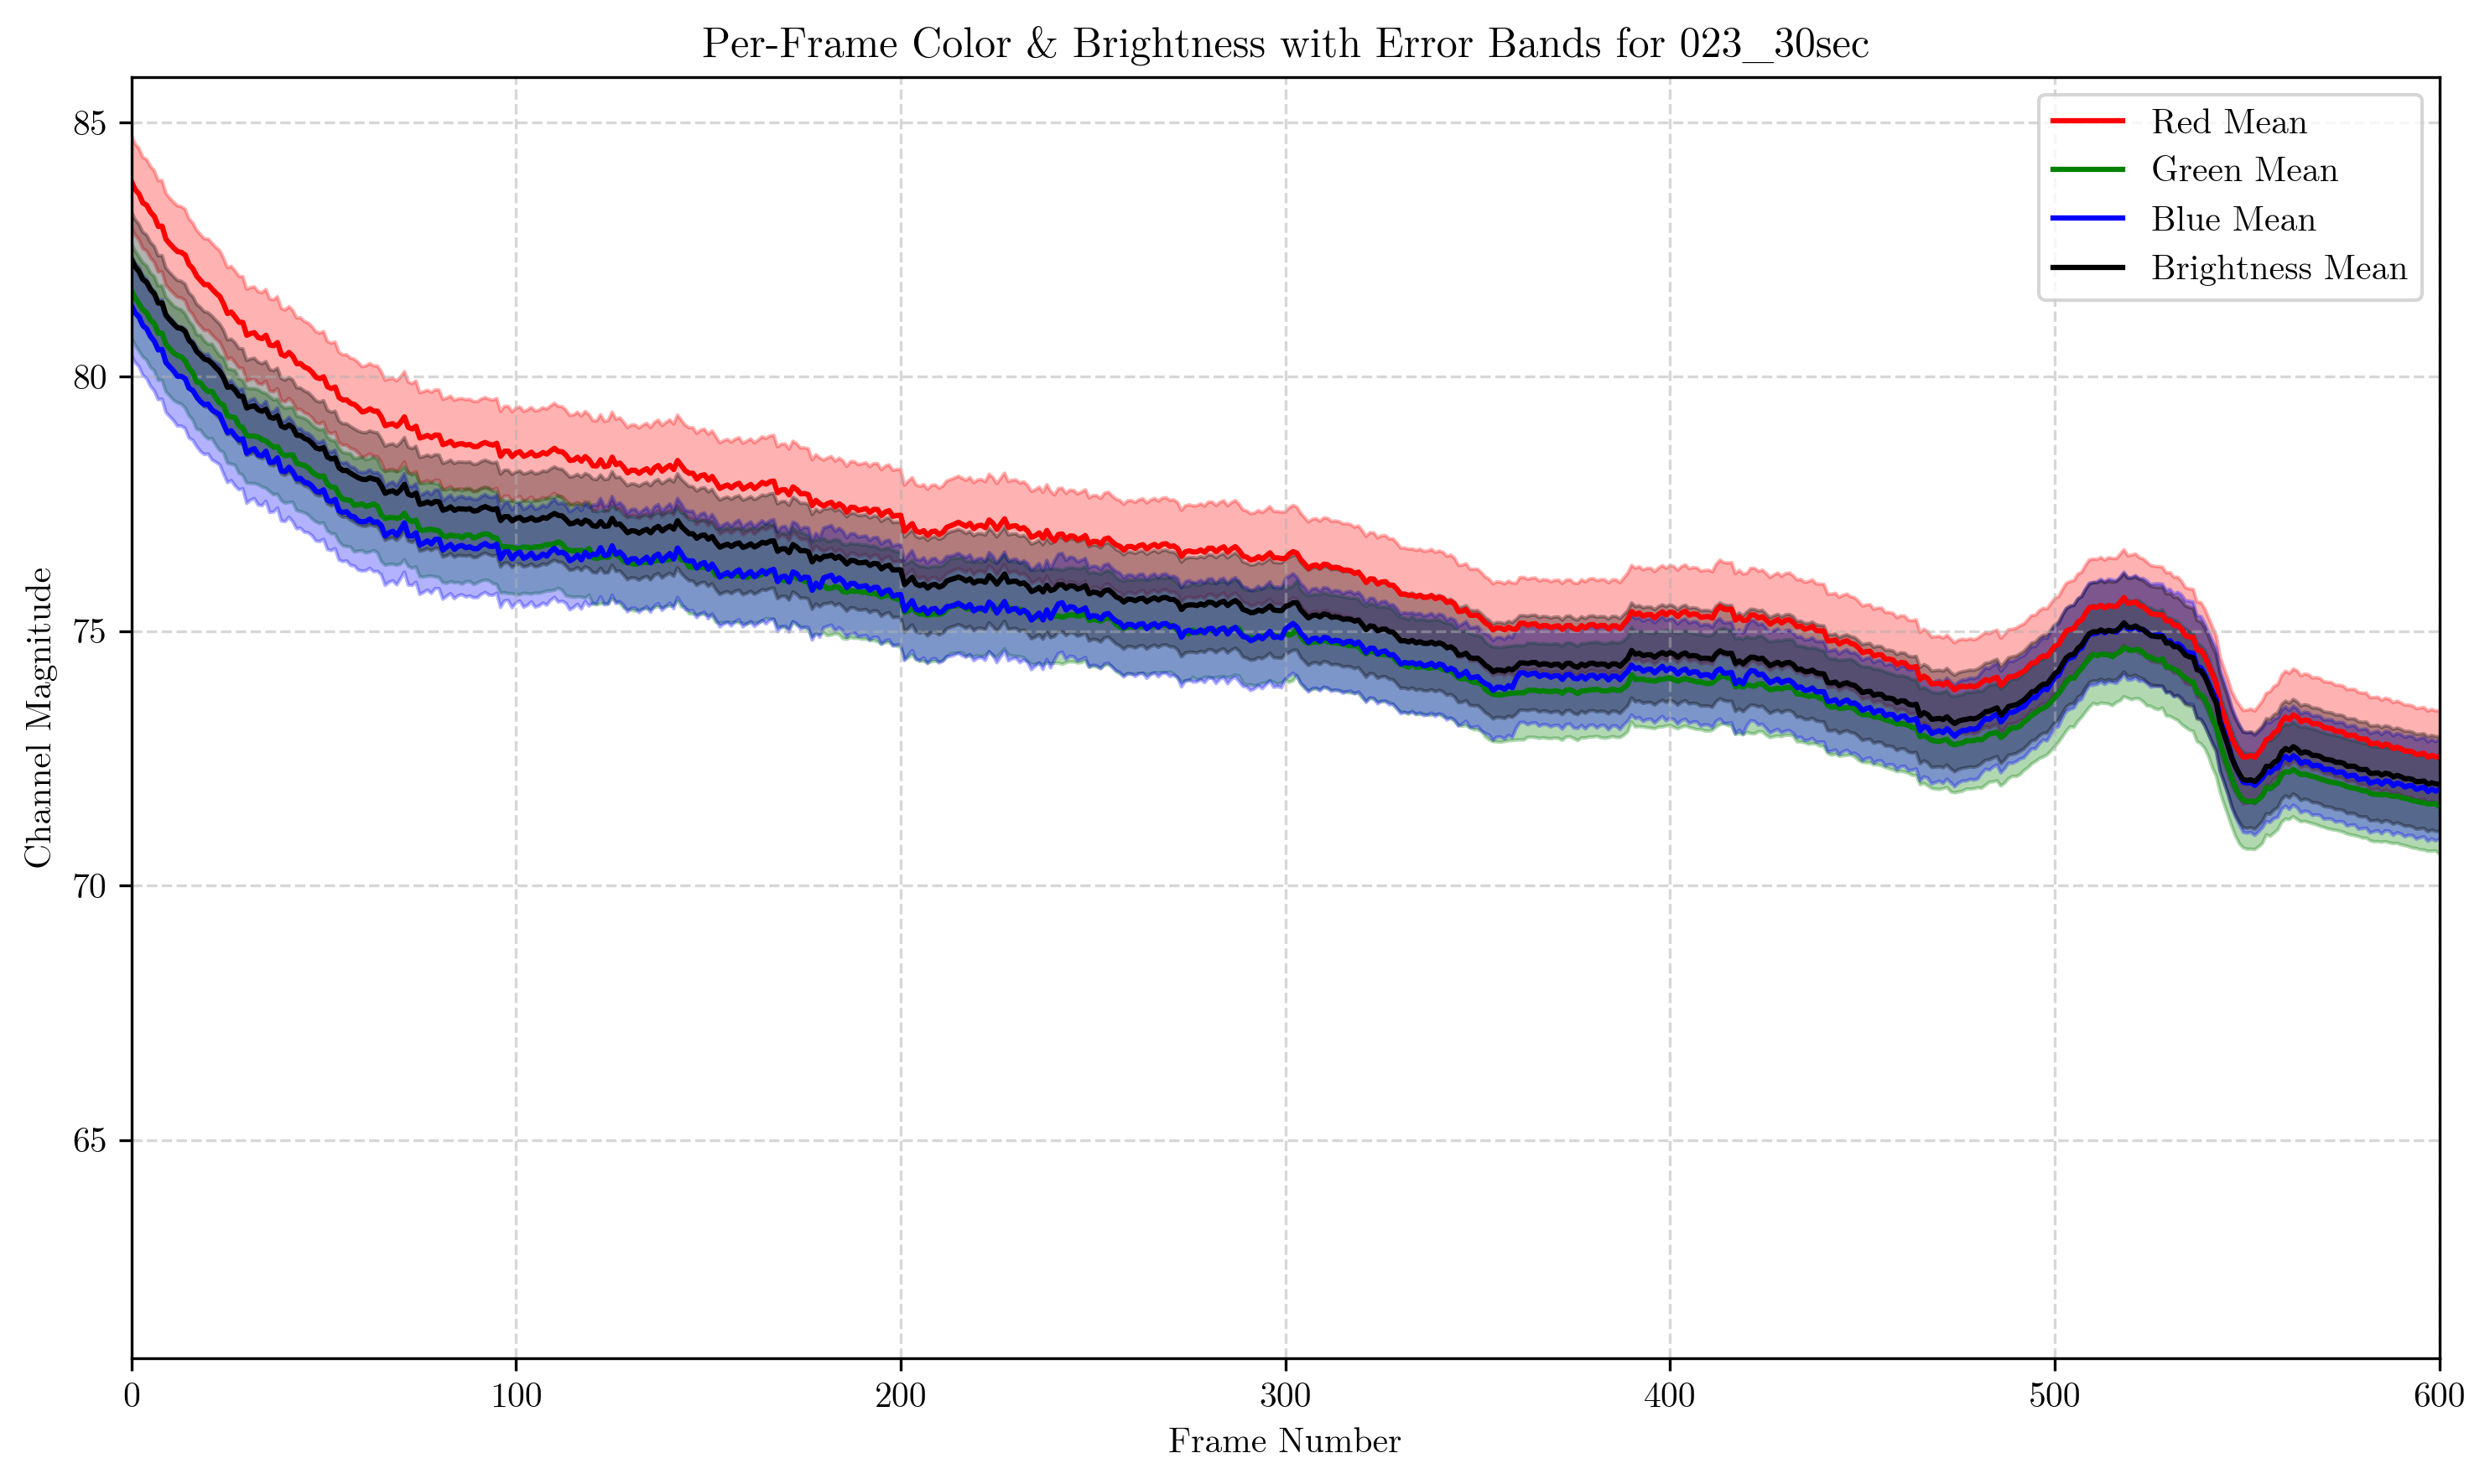 Per-Frame Color & Brightness with Error Bands for 023_30sec
Red Mean
Green Mean
Blue Mean
Brightness Mean
Channel Magnitude
85
80
75
70
65
0 100 200 300 400 500 600
Frame Number